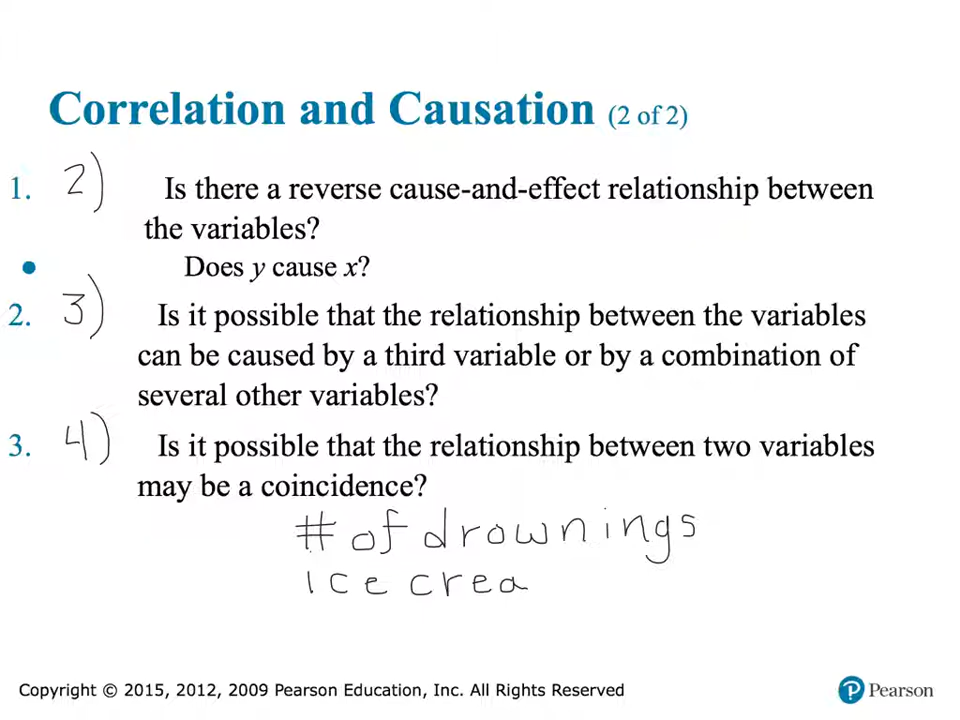 Correlation and Causation (2 of 2)
1. 2) Is there a reverse cause-and-effect relationship between
the variables?
• Does y cause x?
2. 3) Is it possible that the relationship between the variables
can be caused by a third variable or by a combination of
several other variables?
3. 4) Is it possible that the relationship between two variables
may be a coincidence?
# of drownings
ice crea
Copyright © 2015, 2012, 2009 Pearson Education, Inc. All Rights Reserved
P Pearson